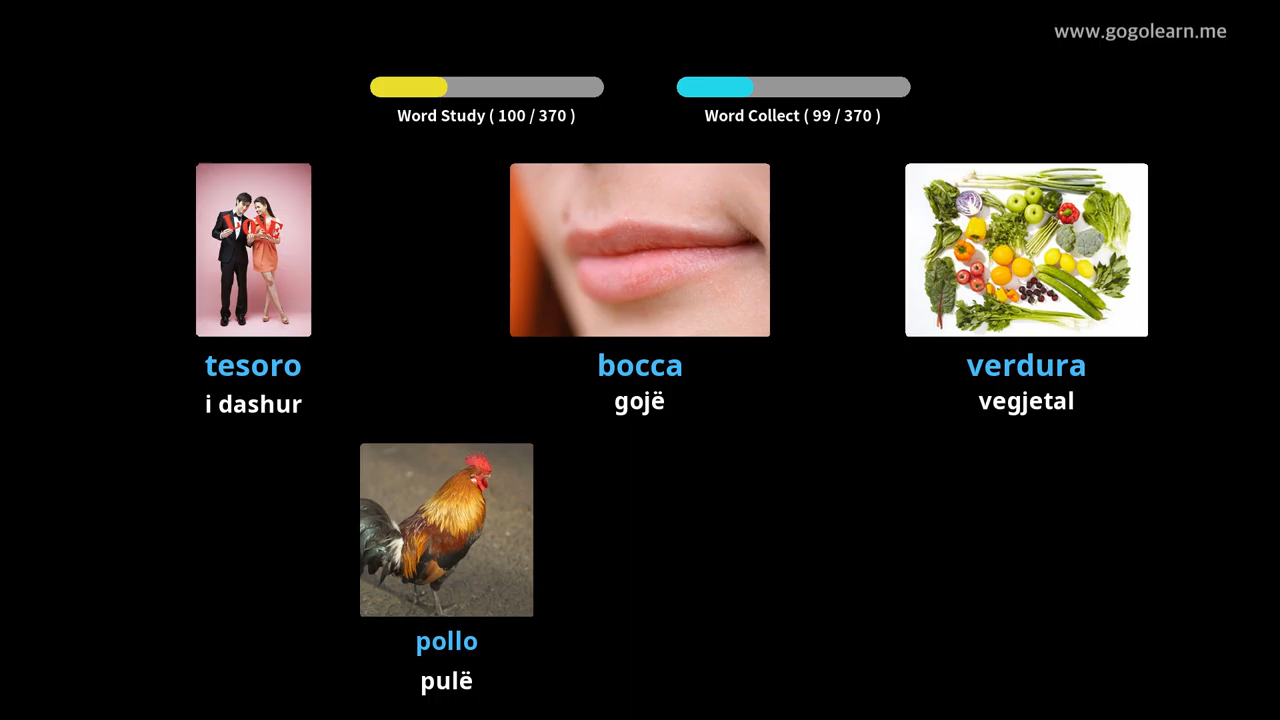 www.gogolearn.me
Word Study ( 100 / 370 )
Word Collect ( 99 / 370 )
LOVE
tesoro
i dashur
bocca
gojë
verdura
vegjetal
pollo
pulë